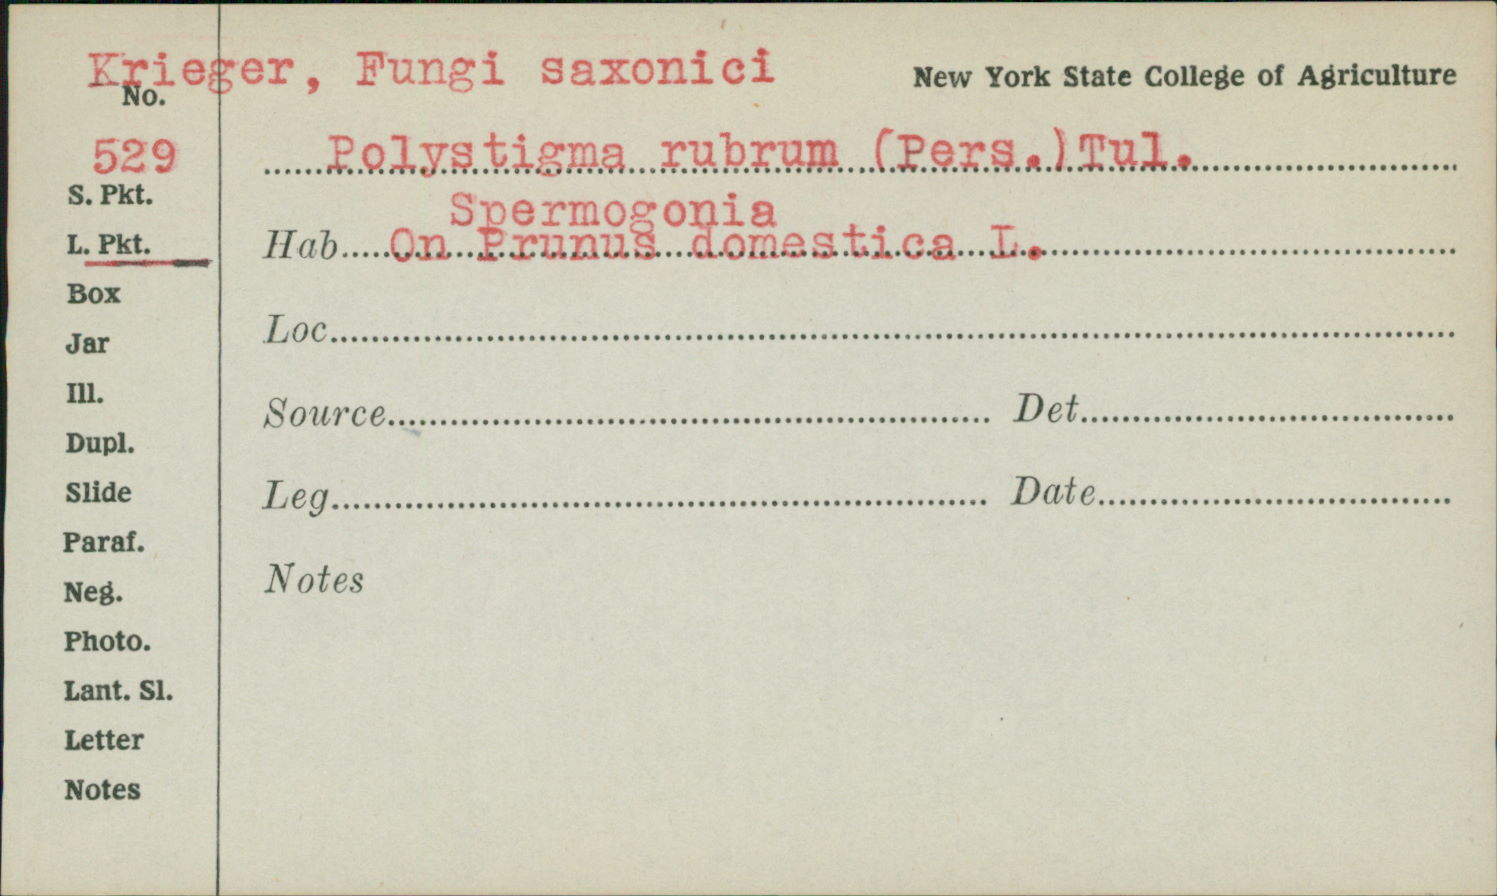 Krieger, Fungi saxonici
New York State College of Agriculture
No.
529
Polystigma rubrum (Pers.)Tul.
S. Pkt.
Spermogonia
L. Pkt.
Hab. On Prunus domestica L.
Box
Loc.
Jar
Ill.
Source Det.
Dupl.
Slide
Leg. Date
Paraf.
Notes
Neg.
Photo.
Lant. Sl.
Letter
Notes